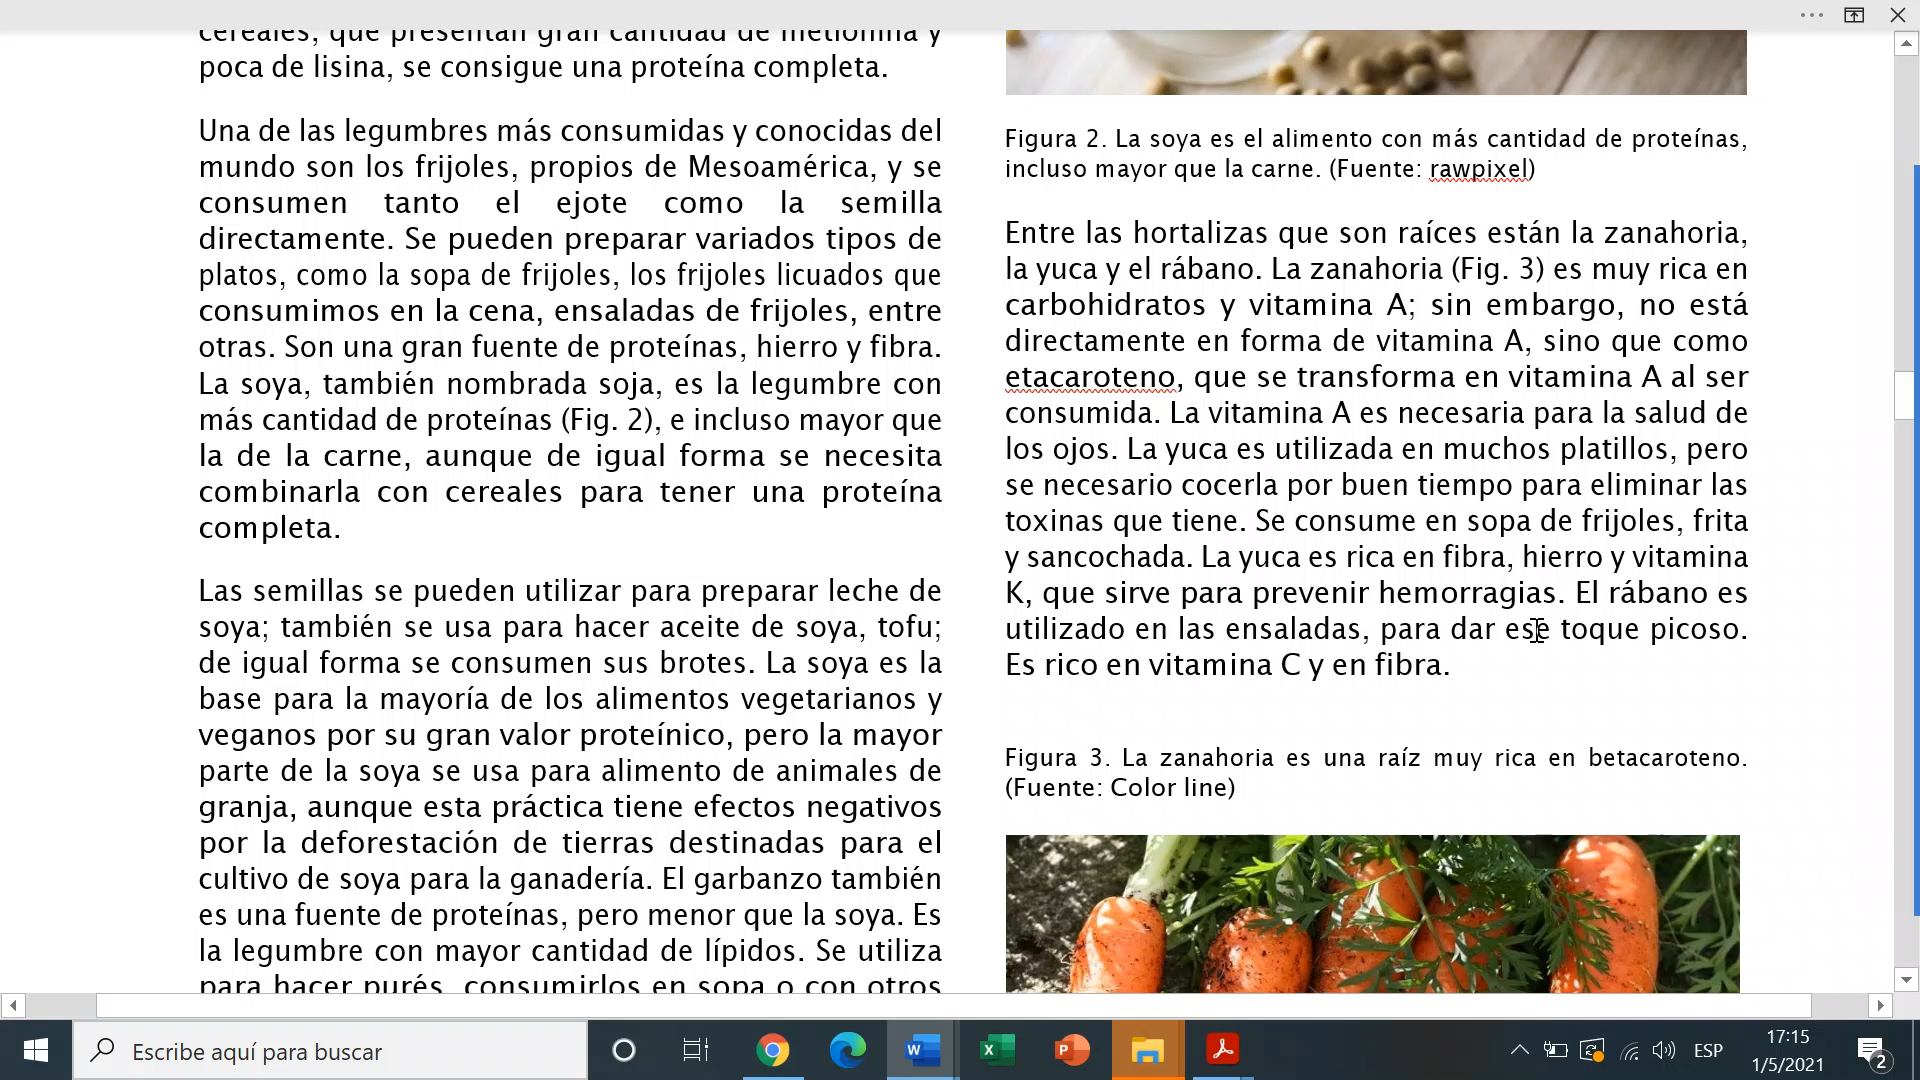 cereales, que presentan gran cantidad de metionina y
poca de lisina, se consigue una proteína completa.
Una de las legumbres más consumidas y conocidas del
mundo son los frijoles, propios de Mesoamérica, y se
consumen tanto el ejote como la semilla
directamente. Se pueden preparar variados tipos de
platos, como la sopa de frijoles, los frijoles licuados que
consumimos en la cena, ensaladas de frijoles, entre
otras. Son una gran fuente de proteínas, hierro y fibra.
La soya, también nombrada soja, es la legumbre con
más cantidad de proteínas (Fig. 2), e incluso mayor que
la de la carne, aunque de igual forma se necesita
combinarla con cereales para tener una proteína
completa.
Las semillas se pueden utilizar para preparar leche de
soya; también se usa para hacer aceite de soya, tofu;
de igual forma se consumen sus brotes. La soya es la
base para la mayoría de los alimentos vegetarianos y
veganos por su gran valor proteínico, pero la mayor
parte de la soya se usa para alimento de animales de
granja, aunque esta práctica tiene efectos negativos
por la deforestación de tierras destinadas para el
cultivo de soya para la ganadería. El garbanzo también
es una fuente de proteínas, pero menor que la soya. Es
la legumbre con mayor cantidad de lípidos. Se utiliza
para hacer purés, consumirlos en sopa o con otros
Figura 2. La soya es el alimento con más cantidad de proteínas,
incluso mayor que la carne. (Fuente: rawpixel)
Entre las hortalizas que son raíces están la zanahoria,
la yuca y el rábano. La zanahoria (Fig. 3) es muy rica en
carbohidratos y vitamina A; sin embargo, no está
directamente en forma de vitamina A, sino que como
etacaroteno, que se transforma en vitamina A al ser
consumida. La vitamina A es necesaria para la salud de
los ojos. La yuca es utilizada en muchos platillos, pero
se necesario cocerla por buen tiempo para eliminar las
toxinas que tiene. Se consume en sopa de frijoles, frita
y sancochada. La yuca es rica en fibra, hierro y vitamina
K, que sirve para prevenir hemorragias. El rábano es
utilizado en las ensaladas, para dar ese toque picoso.
Es rico en vitamina C y en fibra.
Figura 3. La zanahoria es una raíz muy rica en betacaroteno.
(Fuente: Color line)
Escribe aquí para buscar
ESP
17:15
1/5/2021
2